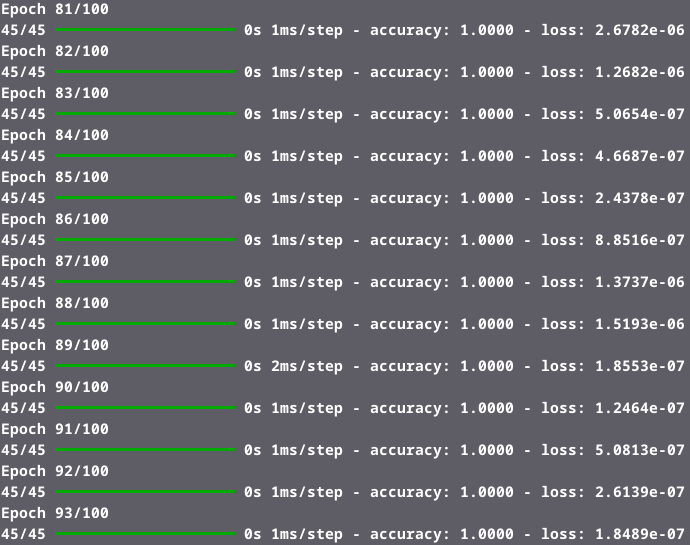 Epoch 81/100
45/45 0s 1ms/step - accuracy: 1.0000 - loss: 2.6782e-06
Epoch 82/100
45/45 0s 1ms/step - accuracy: 1.0000 - loss: 1.2682e-06
Epoch 83/100
45/45 0s 1ms/step - accuracy: 1.0000 - loss: 5.0654e-07
Epoch 84/100
45/45 0s 1ms/step - accuracy: 1.0000 - loss: 4.6687e-07
Epoch 85/100
45/45 0s 1ms/step - accuracy: 1.0000 - loss: 2.4378e-07
Epoch 86/100
45/45 0s 1ms/step - accuracy: 1.0000 - loss: 8.8516e-07
Epoch 87/100
45/45 0s 1ms/step - accuracy: 1.0000 - loss: 1.3737e-06
Epoch 88/100
45/45 0s 1ms/step - accuracy: 1.0000 - loss: 1.5193e-06
Epoch 89/100
45/45 0s 2ms/step - accuracy: 1.0000 - loss: 1.8553e-07
Epoch 90/100
45/45 0s 1ms/step - accuracy: 1.0000 - loss: 1.2464e-07
Epoch 91/100
45/45 0s 1ms/step - accuracy: 1.0000 - loss: 5.0813e-07
Epoch 92/100
45/45 0s 1ms/step - accuracy: 1.0000 - loss: 2.6139e-07
Epoch 93/100
45/45 0s 1ms/step - accuracy: 1.0000 - loss: 1.8489e-07